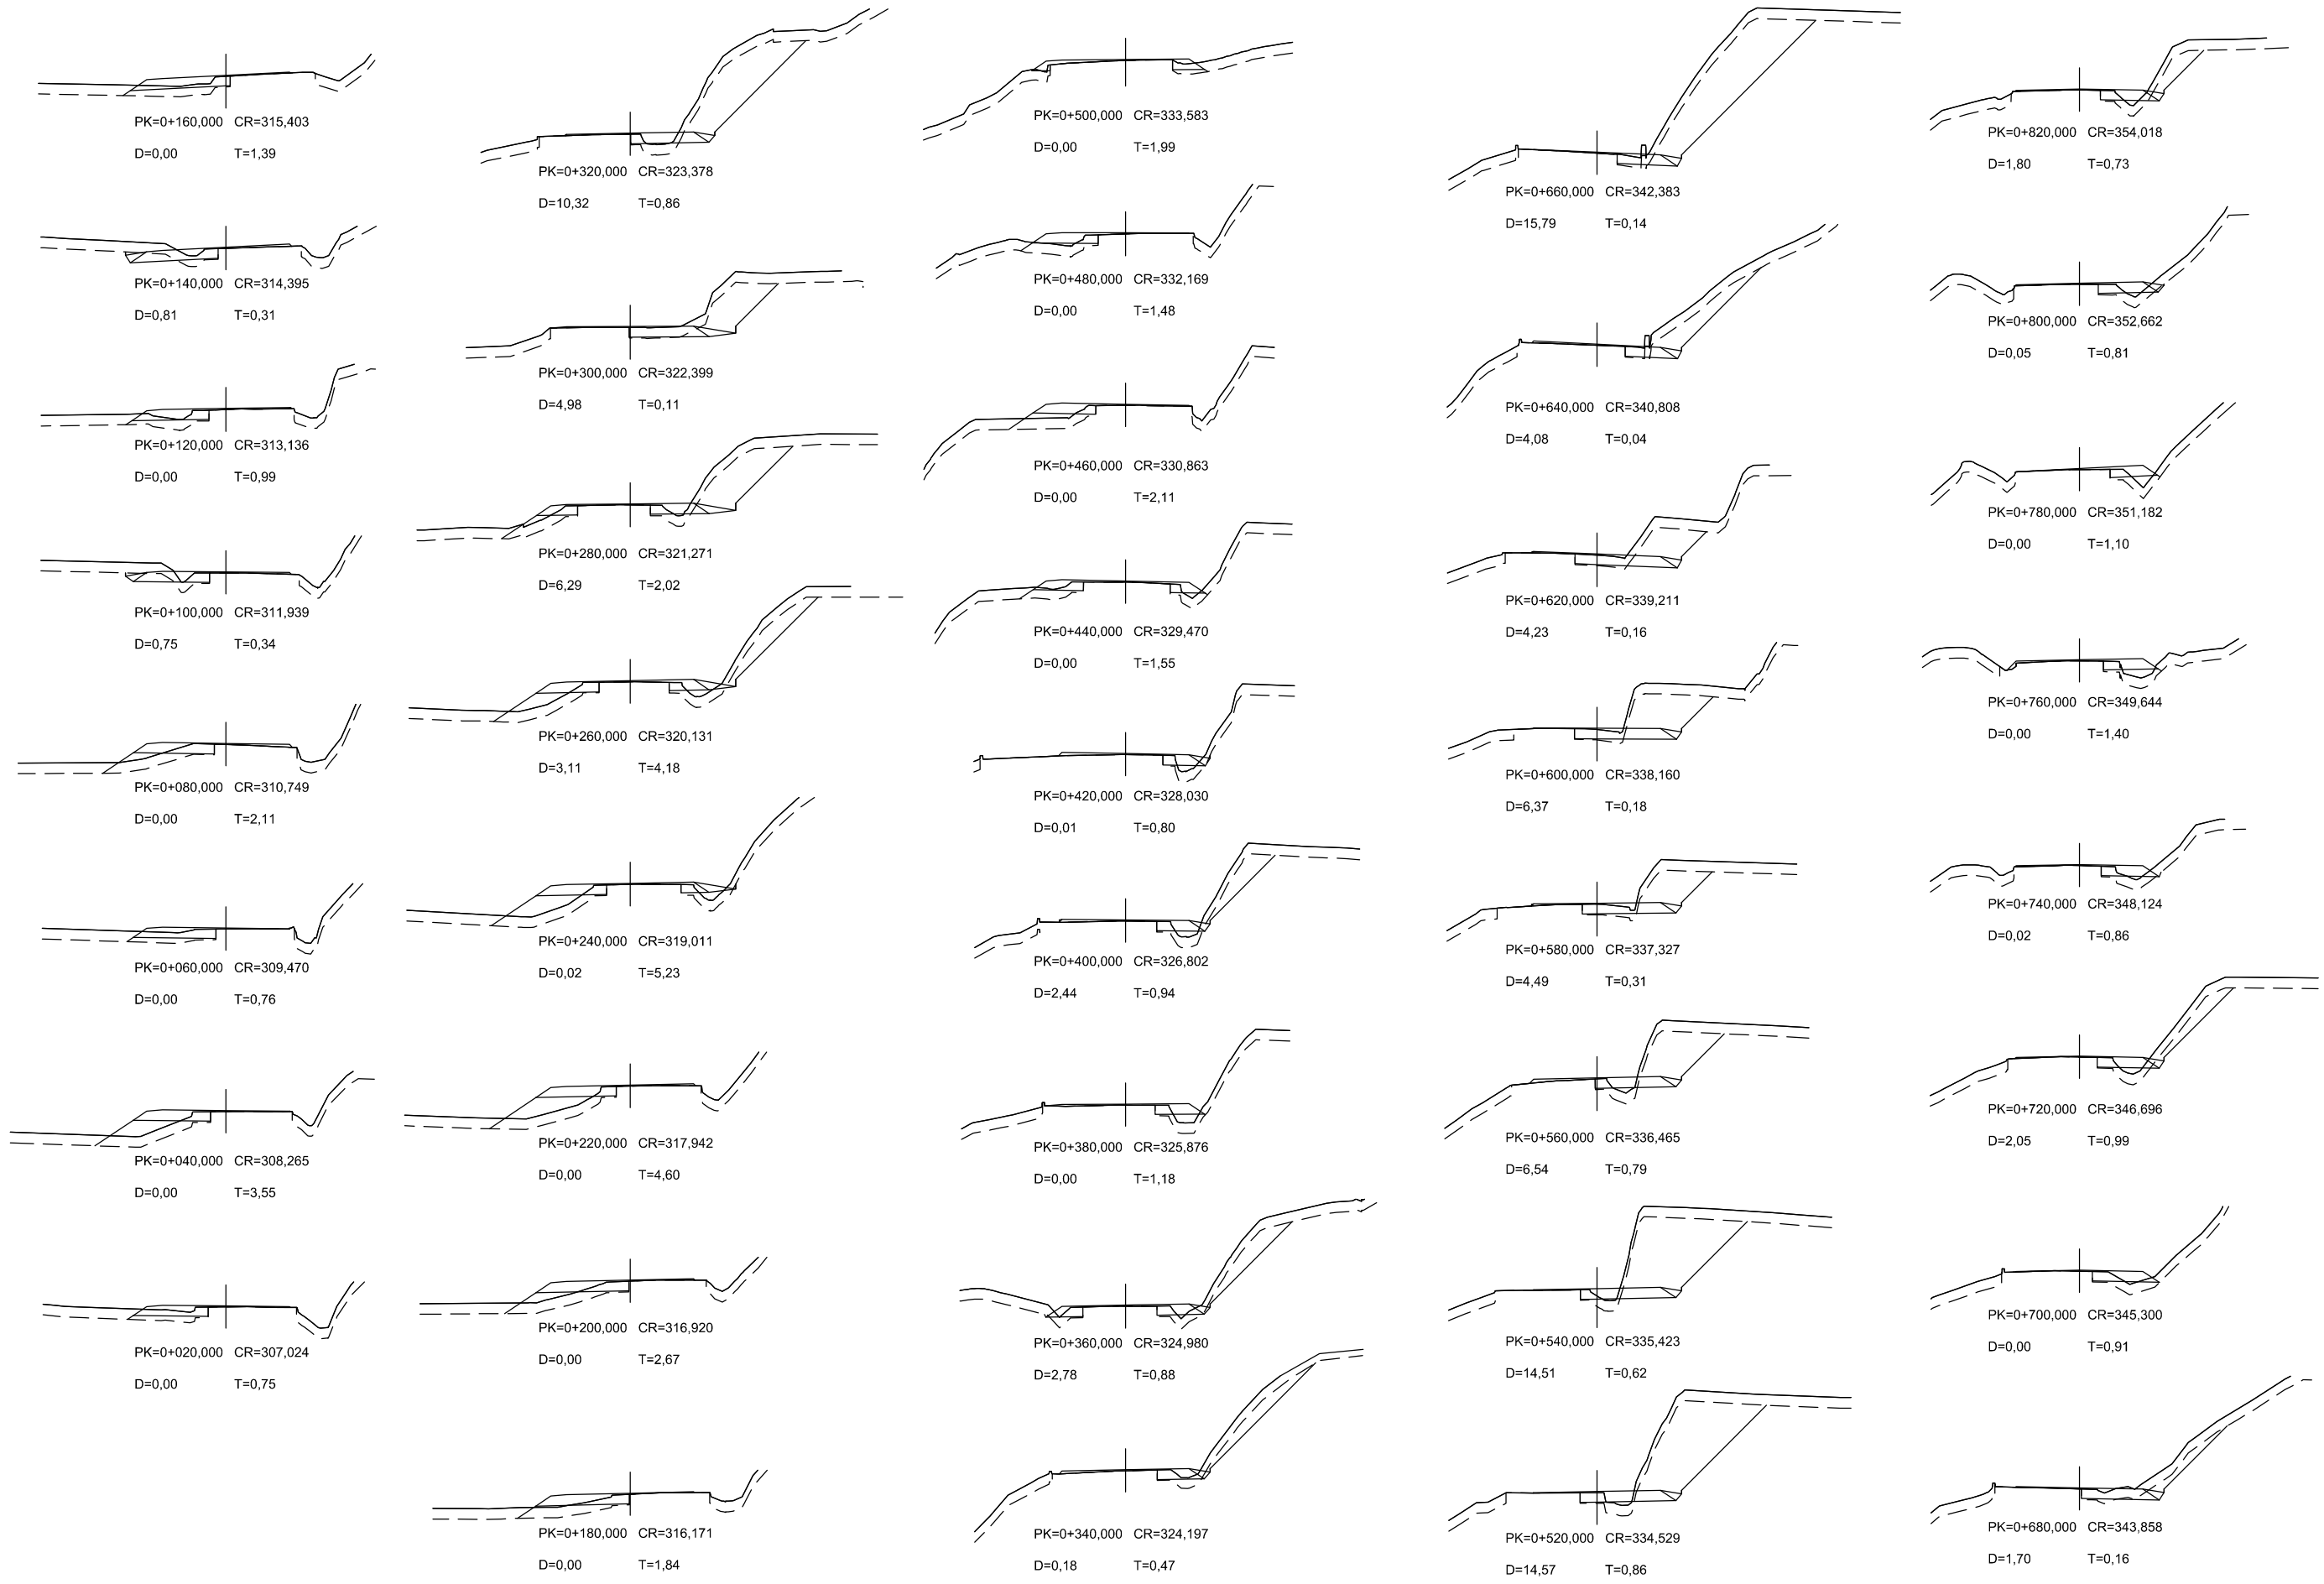 PK=0+160,000 CR=315,403
D=0,00 T=1,39
PK=0+140,000 CR=314,395
D=0,81 T=0,31
PK=0+120,000 CR=313,136
D=0,00 T=0,99
PK=0+100,000 CR=311,939
D=0,75 T=0,34
PK=0+080,000 CR=310,749
D=0,00 T=2,11
PK=0+060,000 CR=309,470
D=0,00 T=0,76
PK=0+040,000 CR=308,265
D=0,00 T=3,55
PK=0+020,000 CR=307,024
D=0,00 T=0,75
PK=0+320,000 CR=323,378
D=10,32 T=0,86
PK=0+300,000 CR=322,399
D=4,98 T=0,11
PK=0+280,000 CR=321,271
D=6,29 T=2,02
PK=0+260,000 CR=320,131
D=3,11 T=4,18
PK=0+240,000 CR=319,011
D=0,02 T=5,23
PK=0+220,000 CR=317,942
D=0,00 T=4,60
PK=0+200,000 CR=316,920
D=0,00 T=2,67
PK=0+180,000 CR=316,171
D=0,00 T=1,84
PK=0+500,000 CR=333,583
D=0,00 T=1,99
PK=0+480,000 CR=332,169
D=0,00 T=1,48
PK=0+460,000 CR=330,863
D=0,00 T=2,11
PK=0+440,000 CR=329,470
D=0,00 T=1,55
PK=0+420,000 CR=328,030
D=0,01 T=0,80
PK=0+400,000 CR=326,802
D=2,44 T=0,94
PK=0+380,000 CR=325,876
D=0,00 T=1,18
PK=0+360,000 CR=324,980
D=2,78 T=0,88
PK=0+340,000 CR=324,197
D=0,18 T=0,47
PK=0+660,000 CR=342,383
D=15,79 T=0,14
PK=0+640,000 CR=340,808
D=4,08 T=0,04
PK=0+620,000 CR=339,211
D=4,23 T=0,16
PK=0+600,000 CR=338,160
D=6,37 T=0,18
PK=0+580,000 CR=337,327
D=4,49 T=0,31
PK=0+560,000 CR=336,465
D=6,54 T=0,79
PK=0+540,000 CR=335,423
D=14,51 T=0,62
PK=0+520,000 CR=334,529
D=14,57 T=0,86
PK=0+820,000 CR=354,018
D=1,80 T=0,73
PK=0+800,000 CR=352,662
D=0,05 T=0,81
PK=0+780,000 CR=351,182
D=0,00 T=1,10
PK=0+760,000 CR=349,644
D=0,00 T=1,40
PK=0+740,000 CR=348,124
D=0,02 T=0,86
PK=0+720,000 CR=346,696
D=2,05 T=0,99
PK=0+700,000 CR=345,300
D=0,00 T=0,91
PK=0+680,000 CR=343,858
D=1,70 T=0,16